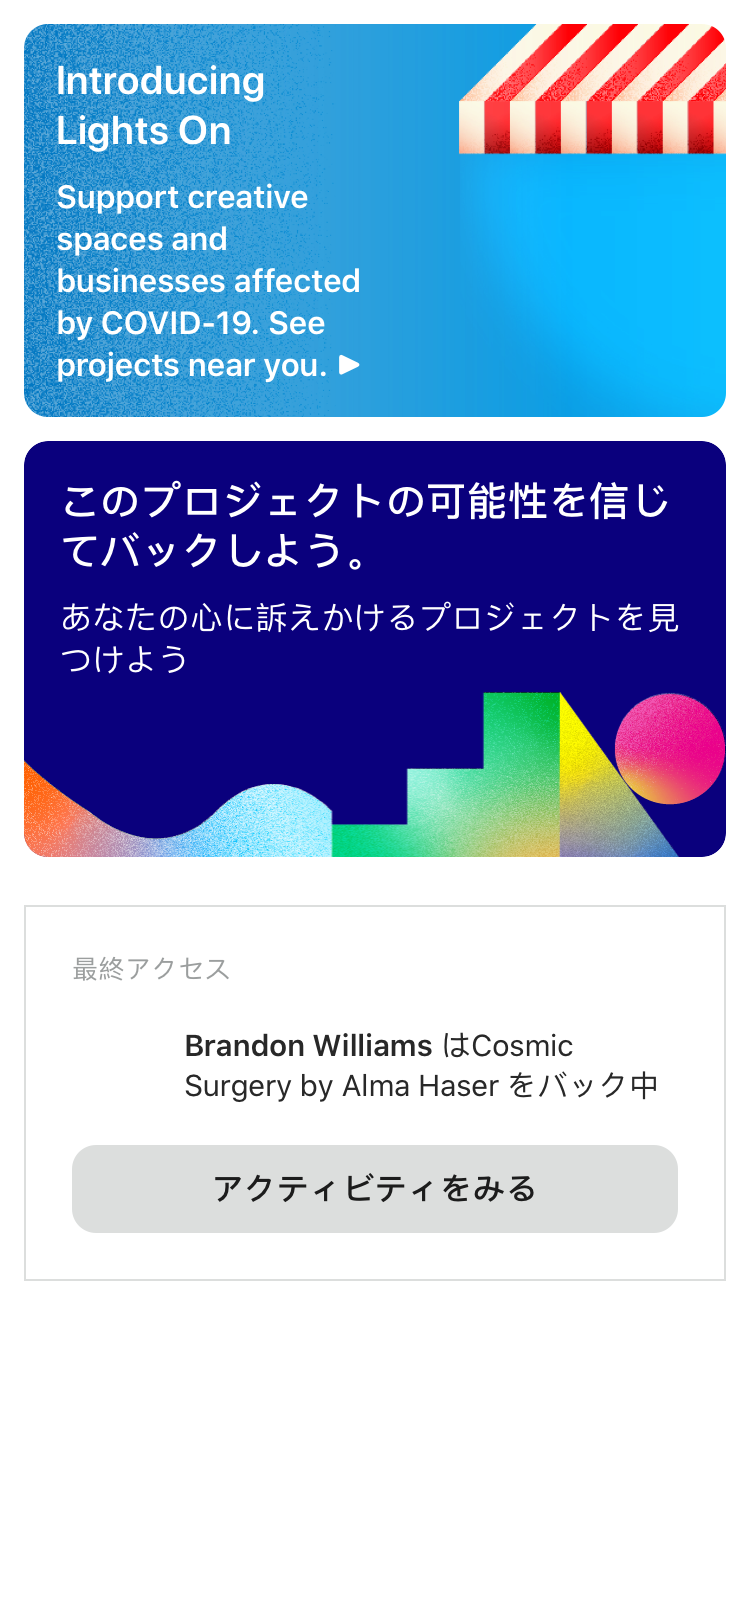 Introducing
Lights On
Support creative
spaces and
businesses affected
by COVID-19. See
projects near you. ▶
このプロジェクトの可能性を信じ
てバックしよう。
あなたの心に訴えかけるプロジェクトを見
つけよう
最終アクセス
Brandon Williams はCosmic
Surgery by Alma Haser をバック中
アクティビティをみる